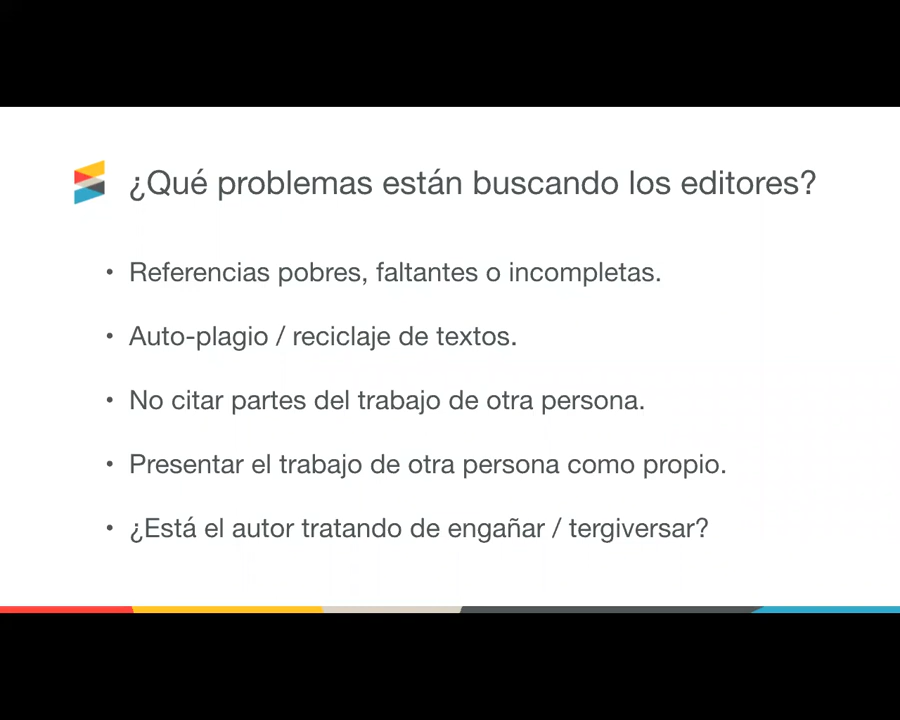 ¿Qué problemas están buscando los editores?
• Referencias pobres, faltantes o incompletas.
• Auto-plagio / reciclaje de textos.
• No citar partes del trabajo de otra persona.
• Presentar el trabajo de otra persona como propio.
• ¿Está el autor tratando de engañar / tergiversar?